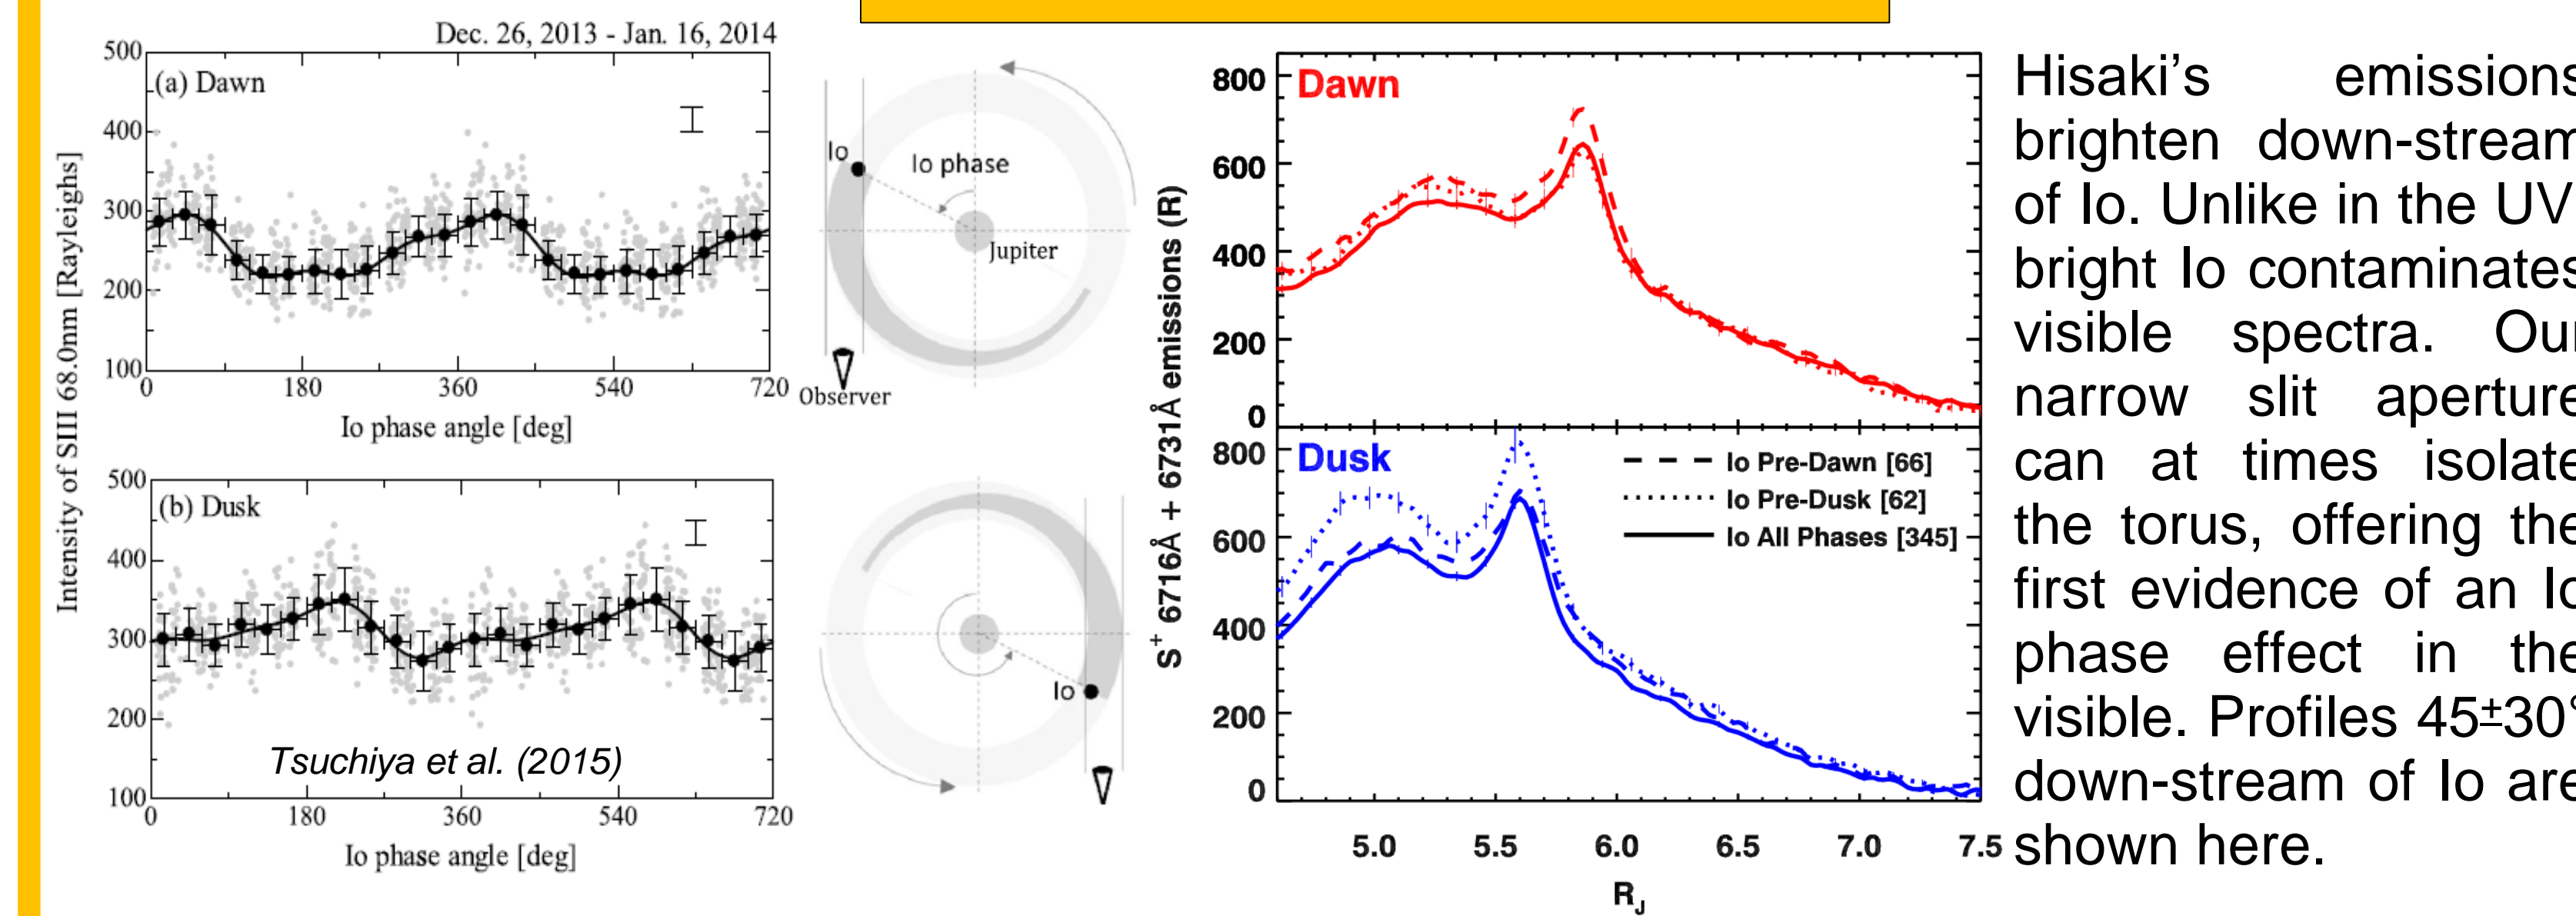 Dec. 26, 2013 - Jan. 16, 2014
Intensity of SIII 68.0nm [Rayleighs]
500
(a) Dawn
400
300
200
100
0 180 360 540 720
Io phase angle [deg]
500
(b) Dusk
400
300
200
Tsuchiya et al. (2015)
100
0 180 360 540 720
Io phase angle [deg]
Io
Io phase
Jupiter
Observer
Io
S+ 6716Å + 6731Å emissions (R)
800
Dawn
600
400
200
0
800
Dusk
Io Pre-Dawn [66]
Io Pre-Dusk [62]
Io All Phases [345]
600
400
200
0
5.0 5.5 6.0 6.5 7.0 7.5
RJ
Hisaki's emissions
brighten down-stream
of Io. Unlike in the UV
bright Io contaminates
visible spectra. Our
narrow slit aperture
can at times isolate
the torus, offering the
first evidence of an Io
phase effect in the
visible. Profiles 45±30°
down-stream of Io are
shown here.